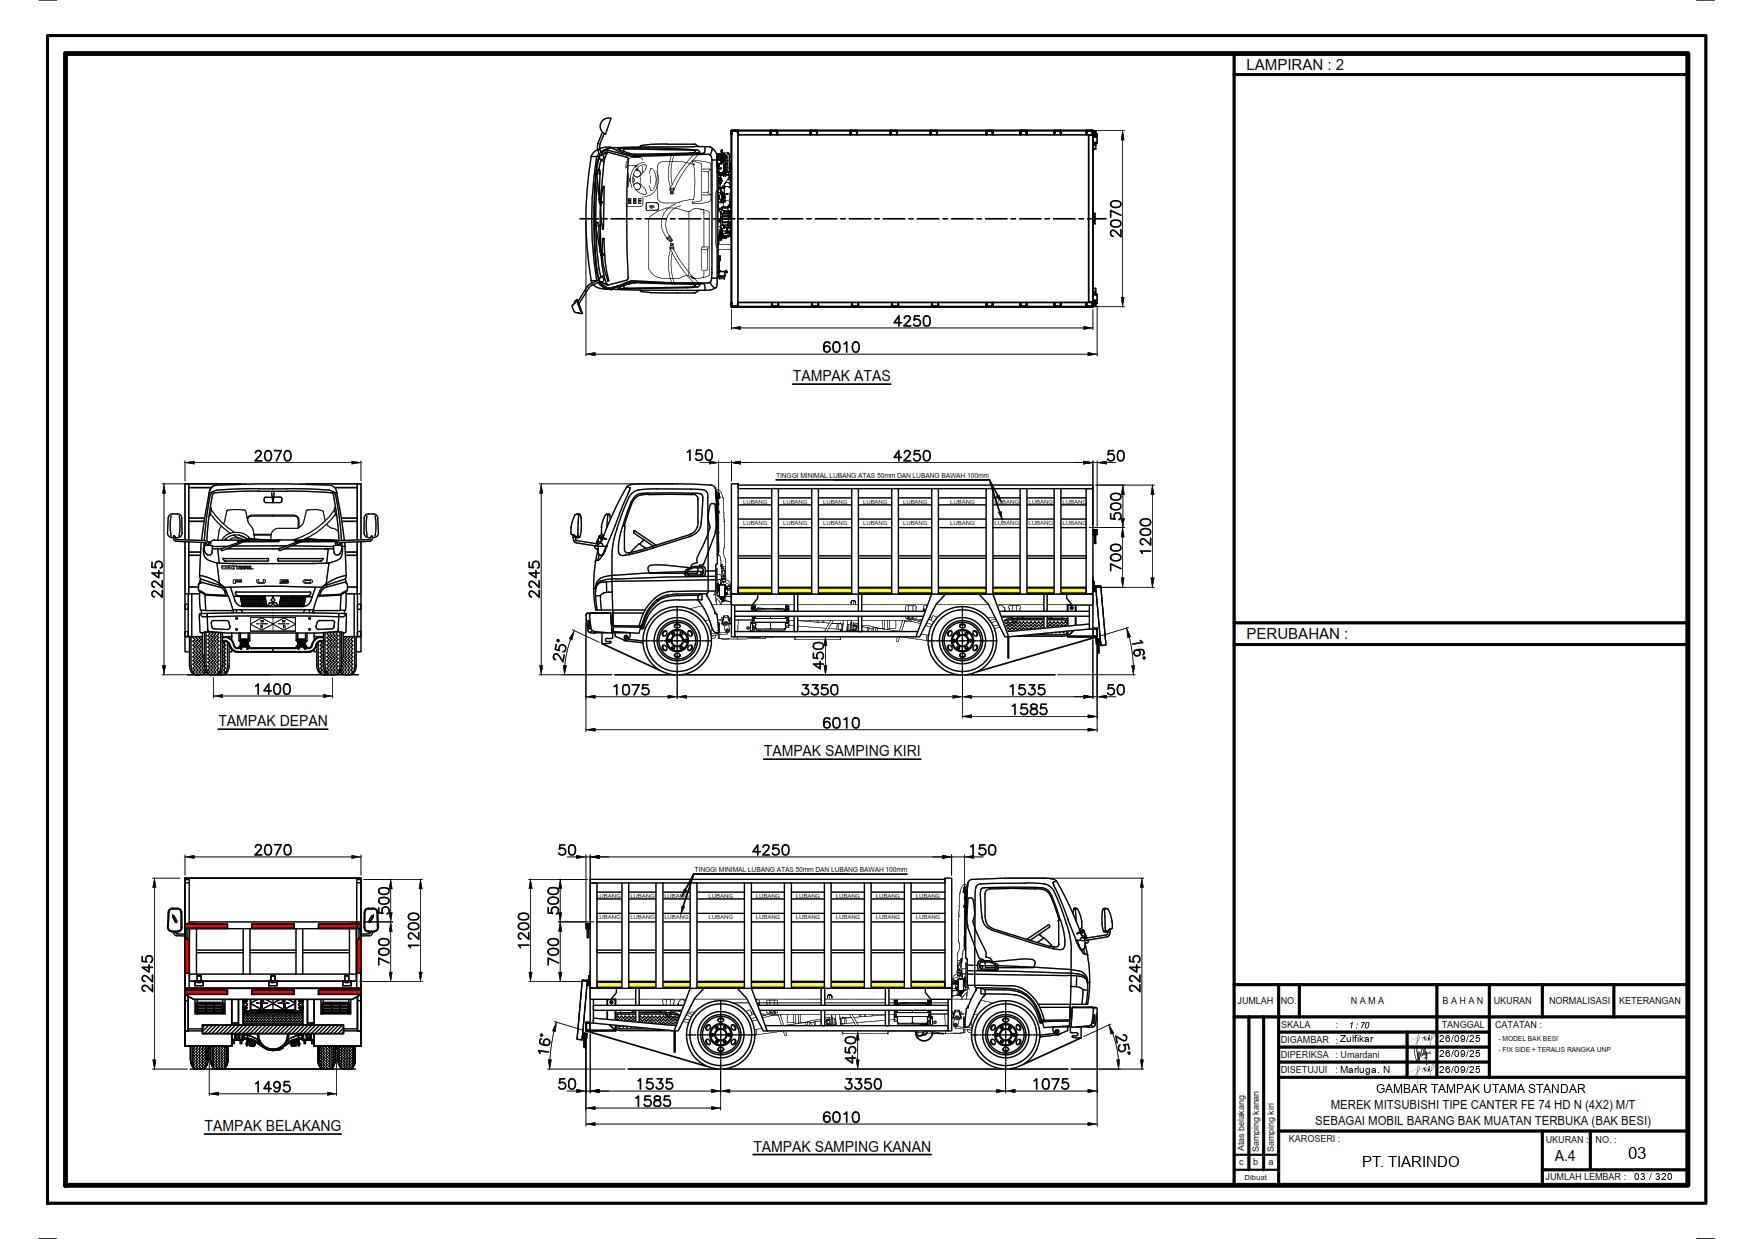 LAMPIRAN : 2
2070
4250
6010
TAMPAK ATAS
2070
2245
FUSO
1400
TAMPAK DEPAN
150
4250
50
TINGGI MINIMAL LUBANG ATAS 50mm DAN LUBANG BAWAH 100mm
LUBANG LUBANG LUBANG LUBANG LUBANG LUBANG LUBANG LUBANG LUBANG
LUBANG LUBANG LUBANG LUBANG LUBANG LUBANG LUBANG LUBANG LUBANG
500
1200
700
2245
25°
450
16°
1075
3350
1535
50
1585
6010
TAMPAK SAMPING KIRI
PERUBAHAN :
2070
500
1200
700
2245
1495
TAMPAK BELAKANG
50
4250
150
TINGGI MINIMAL LUBANG ATAS 50mm DAN LUBANG BAWAH 100mm
LUBANG LUBANG LUBANG LUBANG LUBANG LUBANG LUBANG LUBANG LUBANG
LUBANG LUBANG LUBANG LUBANG LUBANG LUBANG LUBANG LUBANG LUBANG
1200
500
700
2245
16°
450
25°
50
1535
3350
1075
1585
6010
TAMPAK SAMPING KANAN
JUMLAH NO. N A M A B A H A N UKURAN NORMALISASI KETERANGAN
SKALA : 1 : 70 TANGGAL
DIGAMBAR : Zulfikar 26/09/25
DIPERIKSA : Umardani 26/09/25
DISETUJUI : Marluga. N 26/09/25
CATATAN :
- MODEL BAK BESI
- FIX SIDE + TERALIS RANGKA UNP
GAMBAR TAMPAK UTAMA STANDAR
MEREK MITSUBISHI TIPE CANTER FE 74 HD N (4X2) M/T
SEBAGAI MOBIL BARANG BAK MUATAN TERBUKA (BAK BESI)
Atas belakang
Samping kanan
Samping kiri
c b a
Dibuat
KAROSERI :
PT. TIARINDO
UKURAN :
A.4
NO. :
03
JUMLAH LEMBAR : 03 / 320